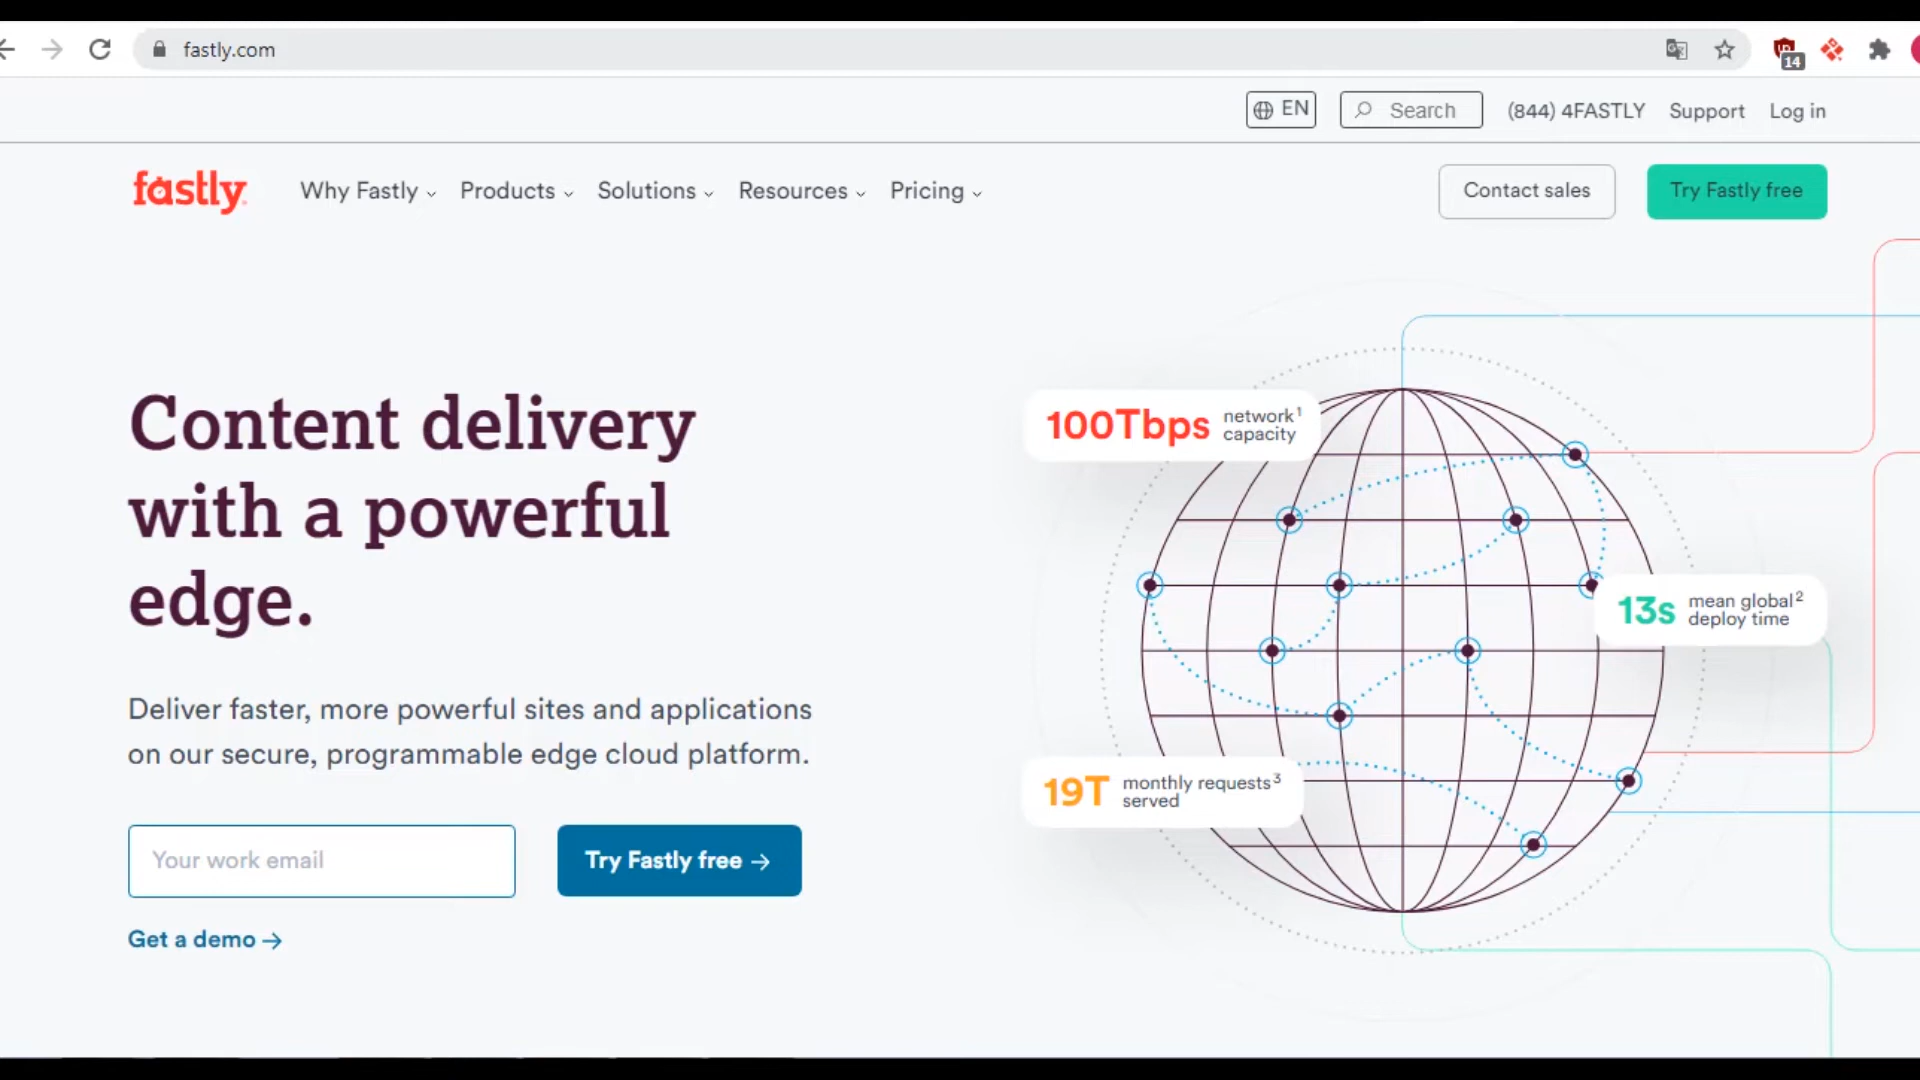 fastly.com
14
EN
Search
(844) 4FASTLY
Support
Log in
fastly
Why Fastly
Products
Solutions
Resources
Pricing
Contact sales
Try Fastly free
Content delivery
with a powerful
edge.
Deliver faster, more powerful sites and applications
on our secure, programmable edge cloud platform.
Your work email
Try Fastly free →
Get a demo →
100Tbps network¹
capacity
13s mean global²
deploy time
19T monthly requests³
served